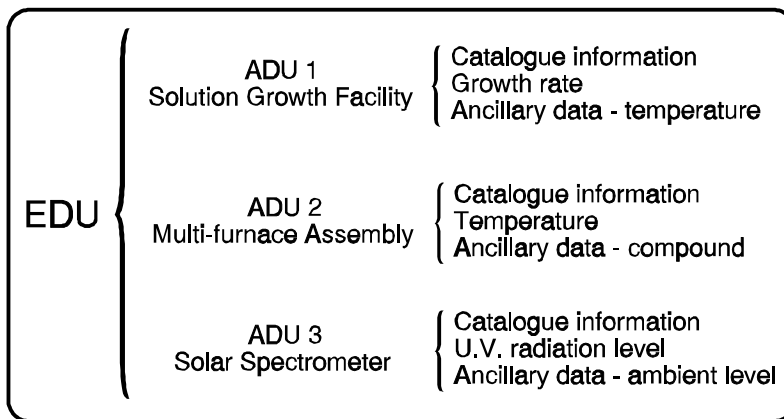 EDU
ADU 1
Solution Growth Facility
Catalogue information
Growth rate
Ancillary data - temperature
ADU 2
Multi-furnace Assembly
Catalogue information
Temperature
Ancillary data - compound
ADU 3
Solar Spectrometer
Catalogue information
U.V. radiation level
Ancillary data - ambient level